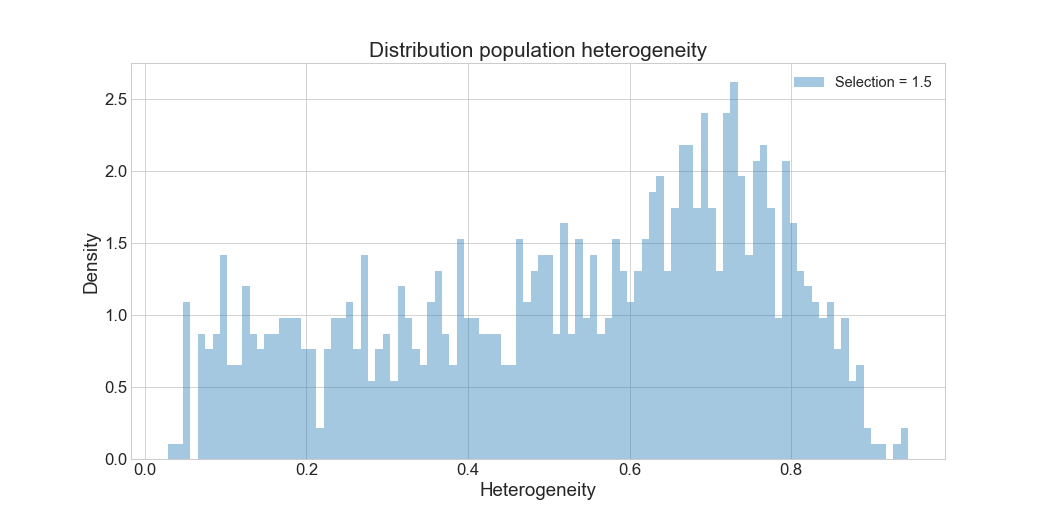 Distribution population heterogeneity
Selection = 1.5
Density
2.5
2.0
1.5
1.0
0.5
0.0
0.0 0.2 0.4 0.6 0.8
Heterogeneity